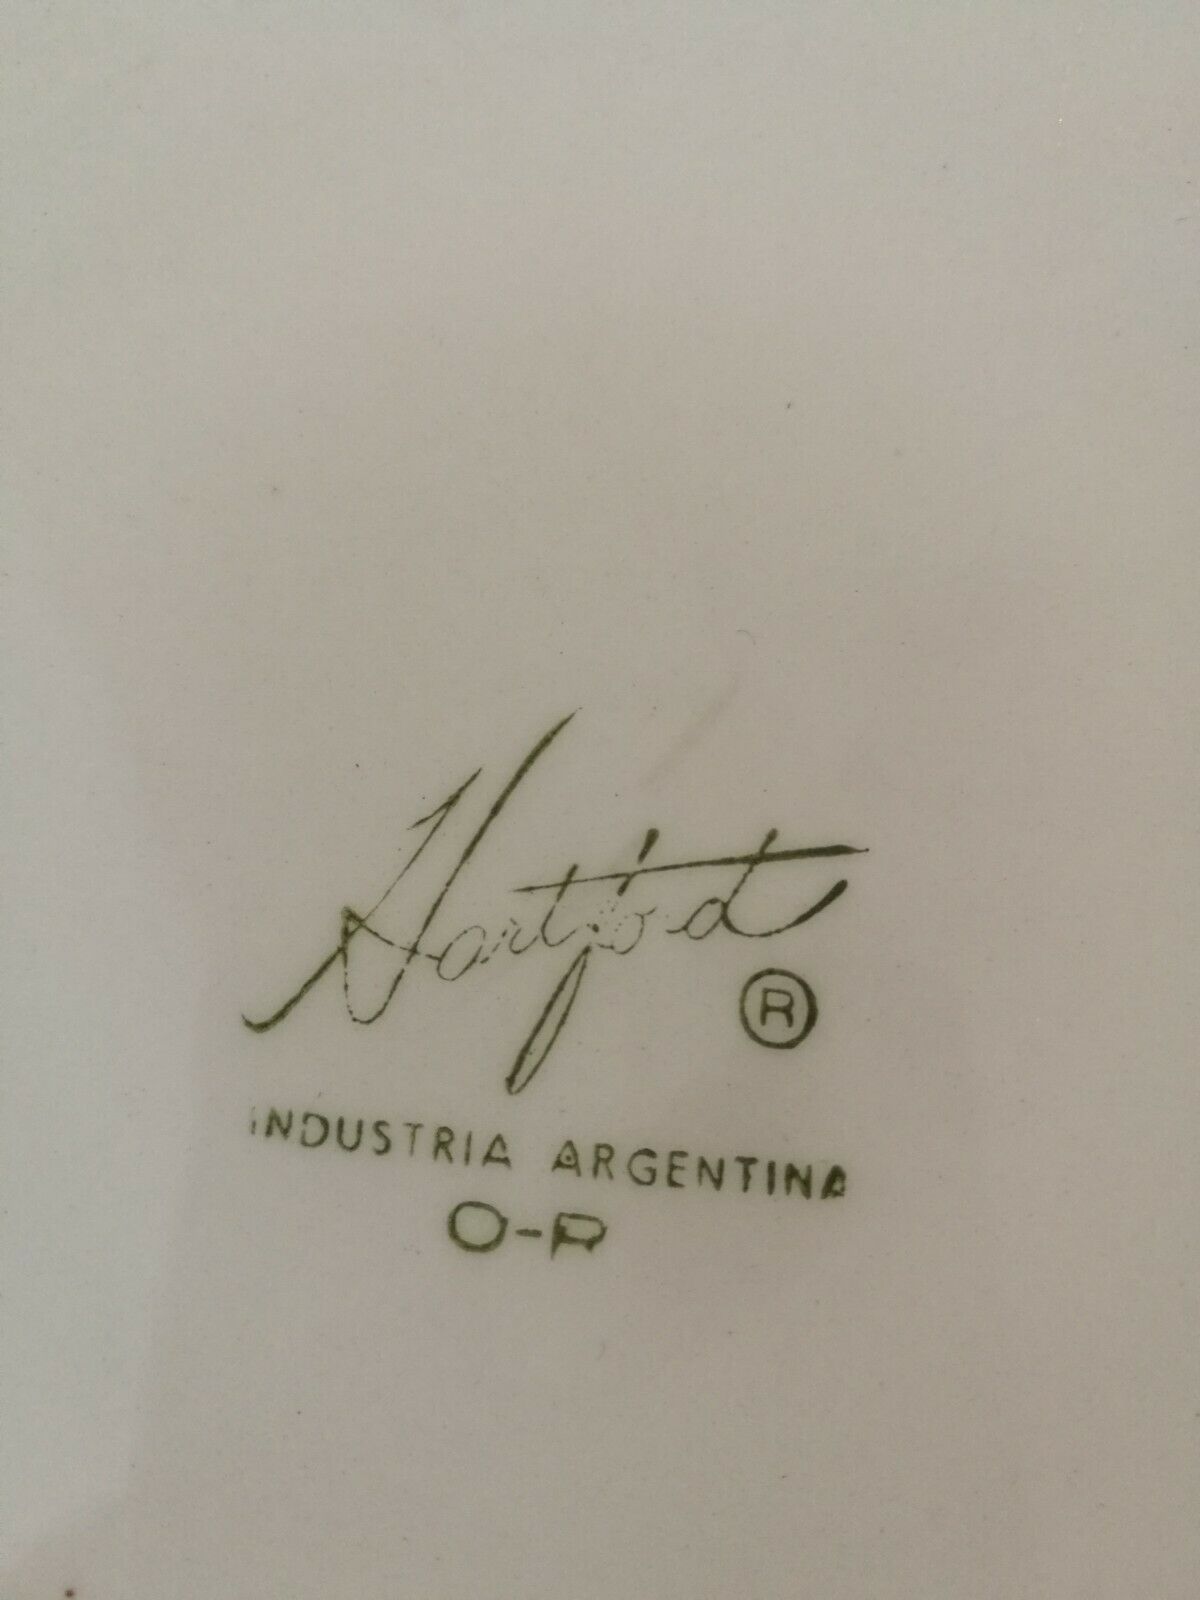 Hartford
®
INDUSTRIA ARGENTINA
O-P